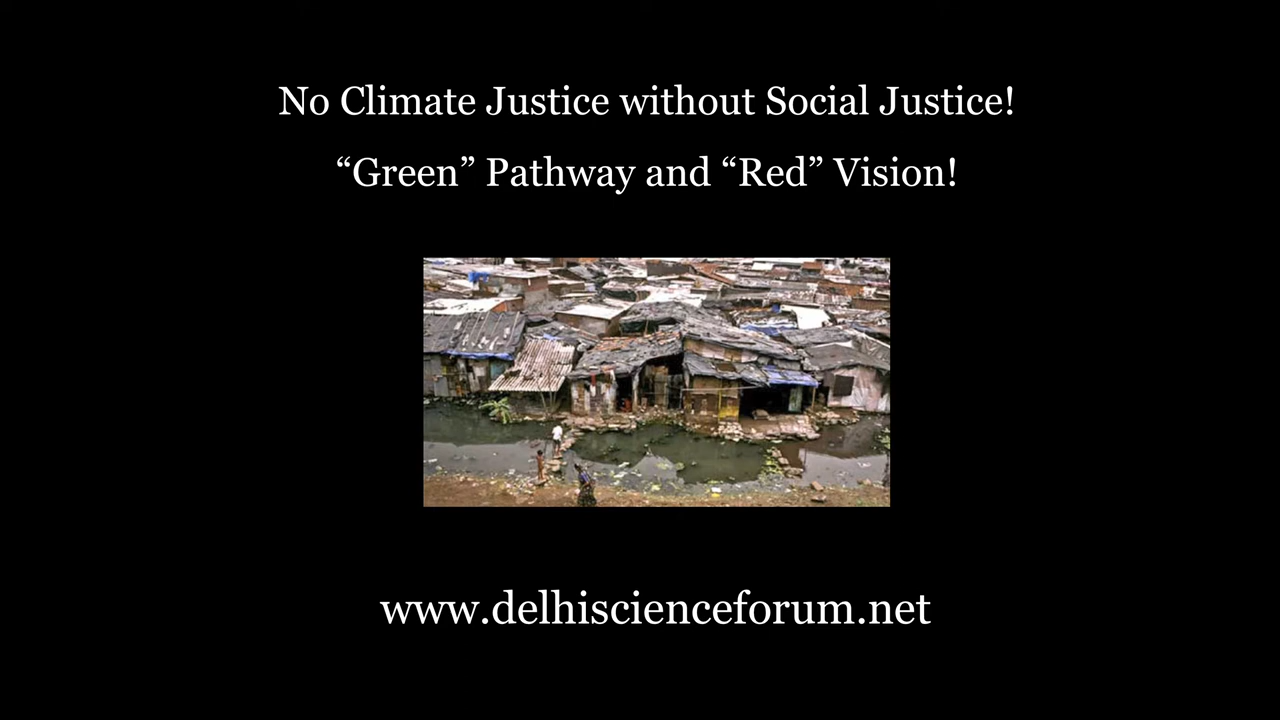 No Climate Justice without Social Justice!
“Green” Pathway and “Red” Vision!
www.delhiscienceforum.net